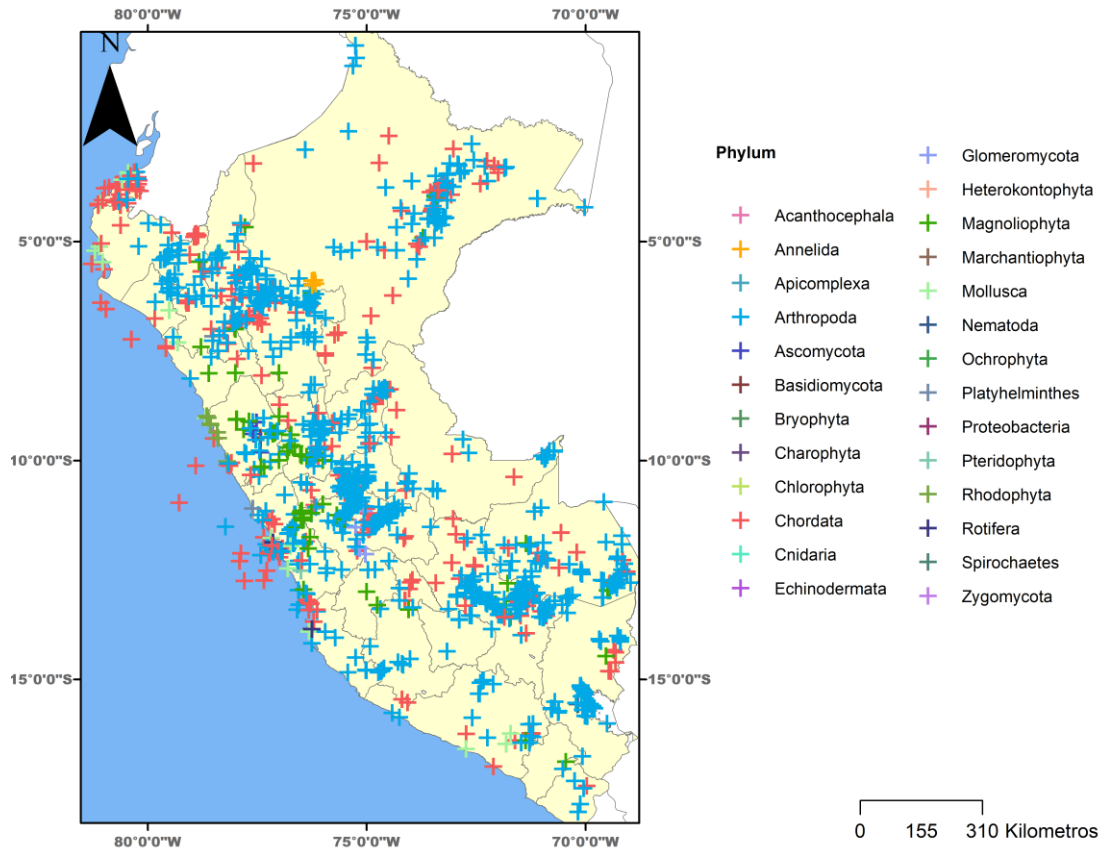 80°0'0"W 75°0'0"W 70°0'0"W
N
5°0'0"S 5°0'0"S
10°0'0"S 10°0'0"S
15°0'0"S 15°0'0"S
80°0'0"W 75°0'0"W 70°0'0"W
Phylum
Acanthocephala
Annelida
Apicomplexa
Arthropoda
Ascomycota
Basidiomycota
Bryophyta
Charophyta
Chlorophyta
Chordata
Cnidaria
Echinodermata
Glomeromycota
Heterokontophyta
Magnoliophyta
Marchantiophyta
Mollusca
Nematoda
Ochrophyta
Platyhelminthes
Proteobacteria
Pteridophyta
Rhodophyta
Rotifera
Spirochaetes
Zygomycota
0 155 310 Kilometros